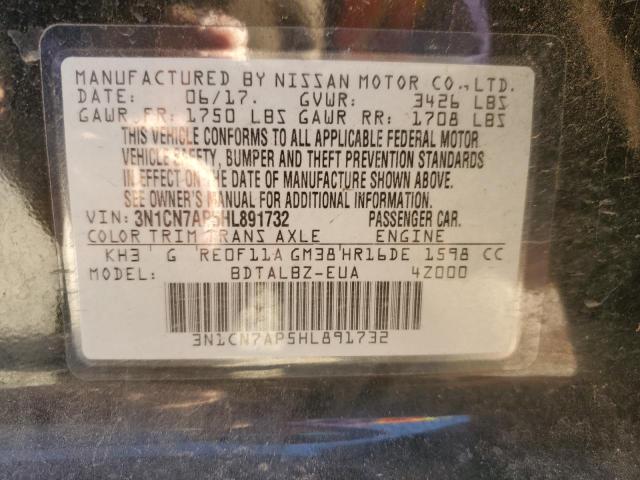 MANUFACTURED BY NISSAN MOTOR CO.,LTD.
DATE: 06/17. GVWR: 3426 LBS
GAWR FR: 1750 LBS GAWR RR: 1708 LBS
THIS VEHICLE CONFORMS TO ALL APPLICABLE FEDERAL MOTOR
VEHICLE SAFETY, BUMPER AND THEFT PREVENTION STANDARDS
IN EFFECT ON THE DATE OF MANUFACTURE SHOWN ABOVE.
SEE OWNER'S MANUAL FOR ADDITIONAL INFORMATION.
VIN: 3N1CN7AP5HL891732 PASSENGER CAR.
COLOR TRIM TRANS AXLE ENGINE
KH3 G RE0F11A GM38 HR16DE 1598 CC
MODEL: BDTALBZ-EUA 4Z000
3N1CN7AP5HL891732